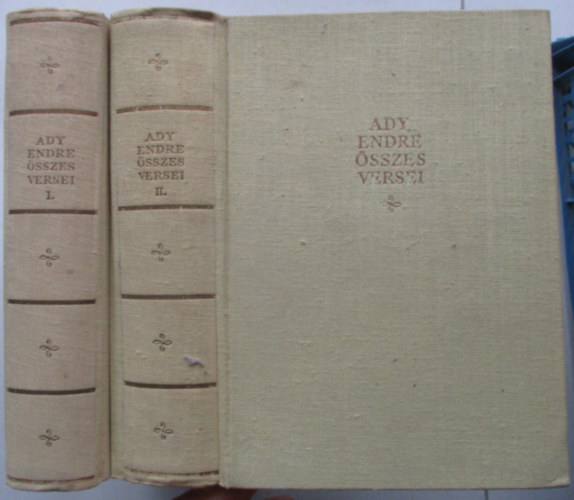 ADY
ENDRE
ÖSSZES
VERSEI
I.
ADY
ENDRE
ÖSSZES
VERSEI
II.
ADY
ENDRE
ÖSSZES
VERSEI